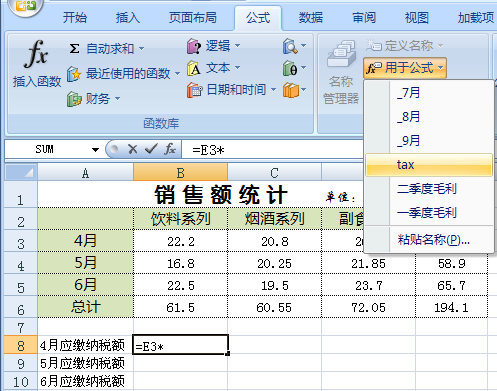 开始 插入 页面布局 公式 数据 审阅 视图 加载项
fx 插入函数
Σ 自动求和
最近使用的函数
财务
逻辑
文本
日期和时间
函数库
名称
管理器
定义名称
用于公式
_7月
_8月
_9月
tax
二季度毛利
一季度毛利
粘贴名称(P)...
SUM fx =E3*
A B C
1 销售额统计 单位:
2 饮料系列 烟酒系列 副食
3 4月 22.2 20.8
4 5月 16.8 20.25 21.85 58.9
5 6月 22.5 19.5 23.7 65.7
6 总计 61.5 60.55 72.05 194.1
7
8 4月应缴纳税额 =E3*
9 5月应缴纳税额
10 6月应缴纳税额